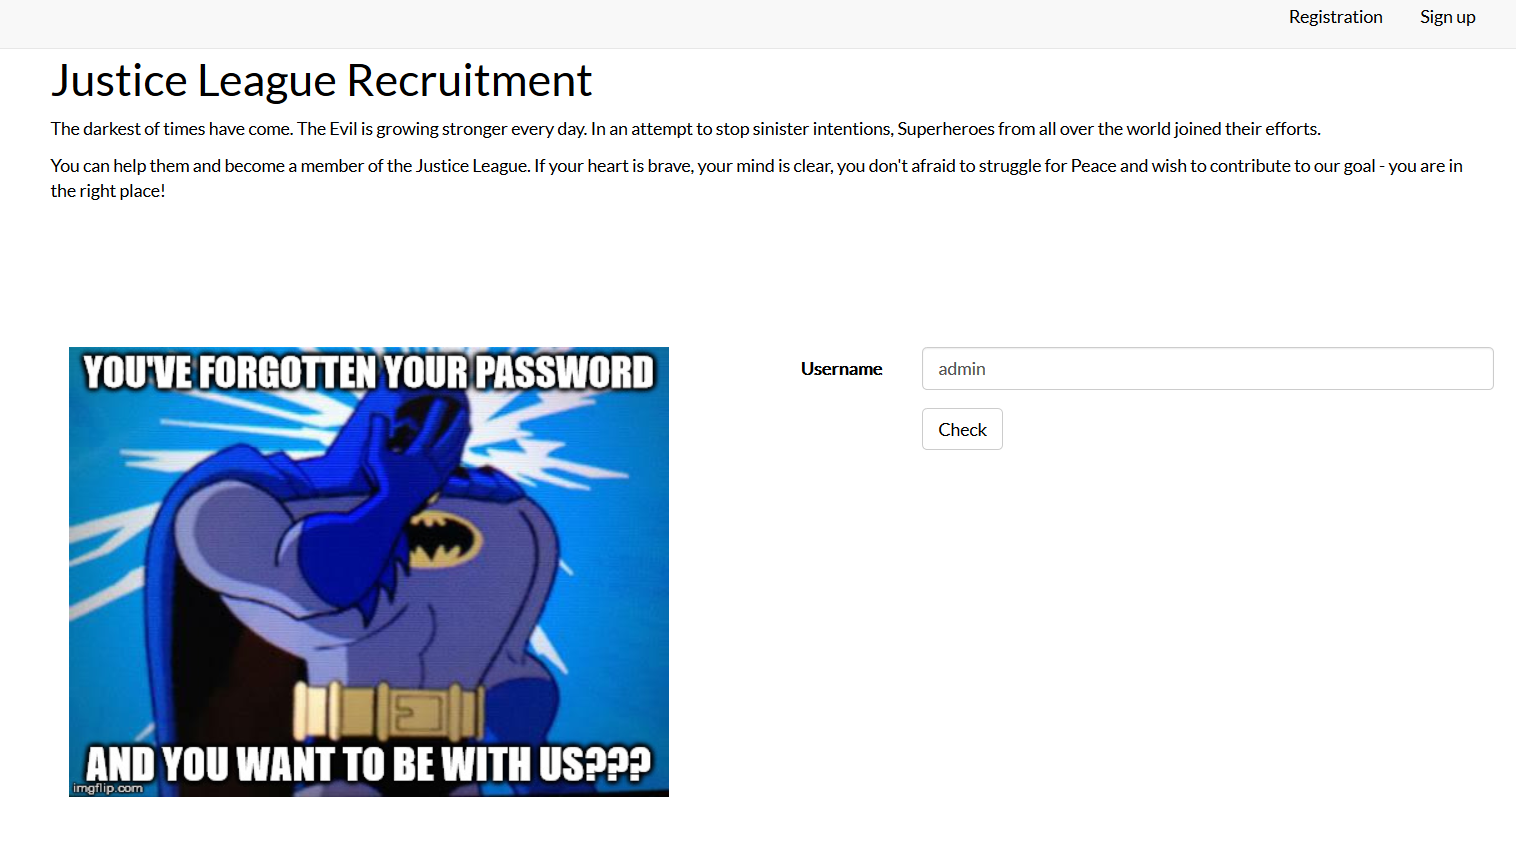 Registration Sign up
Justice League Recruitment
The darkest of times have come. The Evil is growing stronger every day. In an attempt to stop sinister intentions, Superheroes from all over the world joined their efforts.
You can help them and become a member of the Justice League. If your heart is brave, your mind is clear, you don't afraid to struggle for Peace and wish to contribute to our goal - you are in
the right place!
YOU'VE FORGOTTEN YOUR PASSWORD
AND YOU WANT TO BE WITH US???
imgflip.com
Username admin
Check